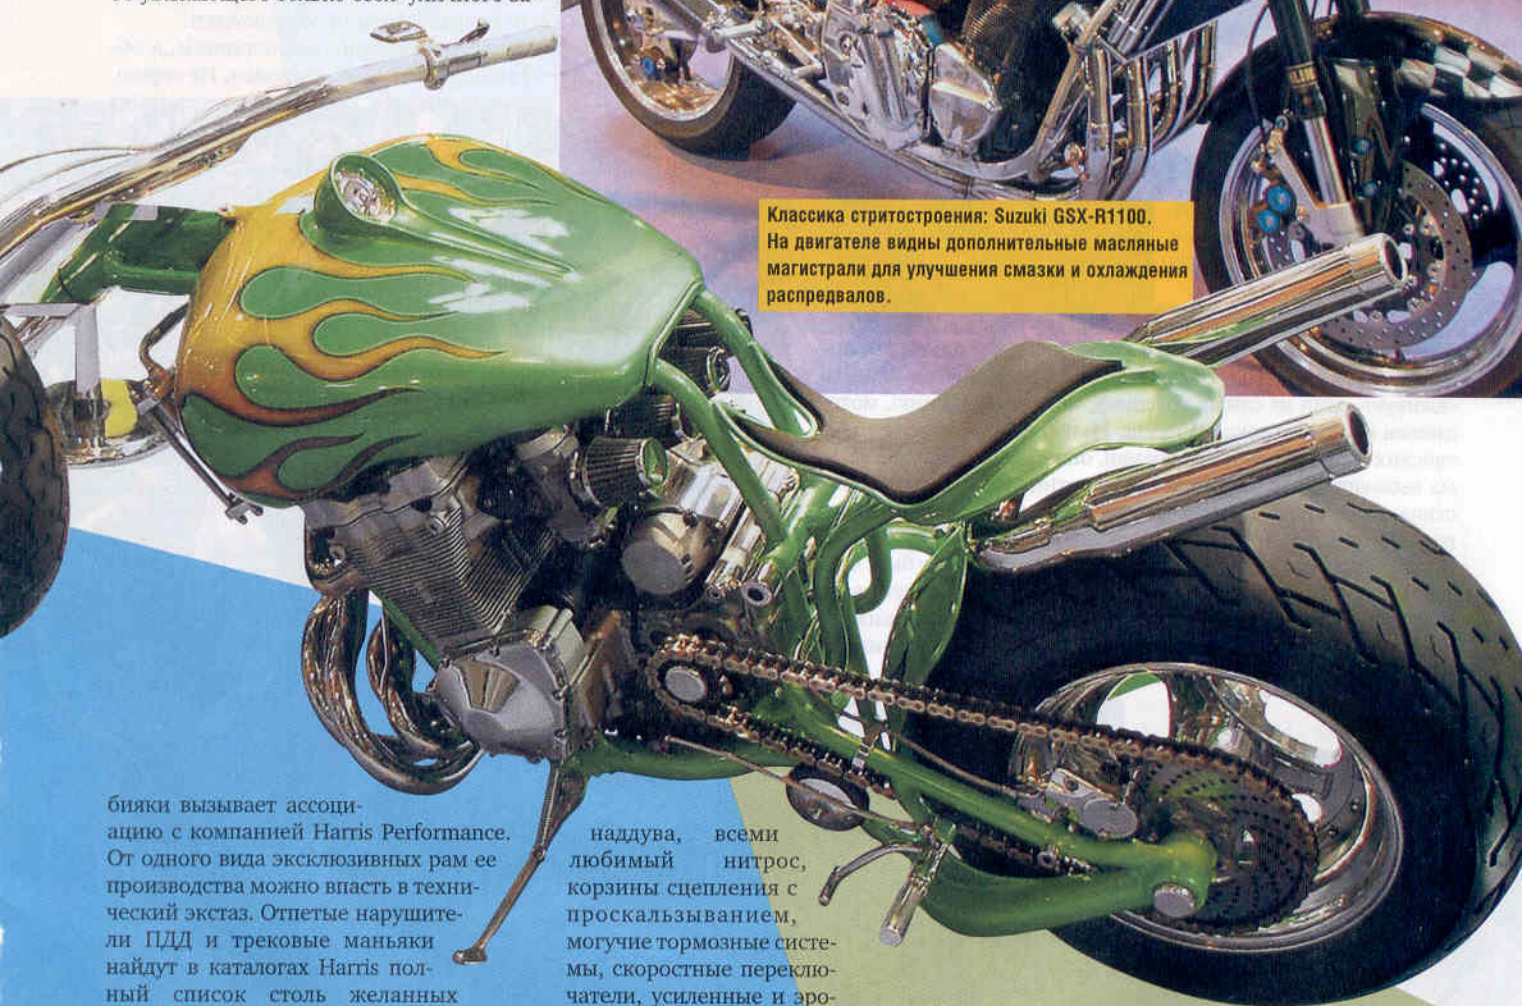 Классика стритостроения: Suzuki GSX-R1100.
На двигателе видны дополнительные масляные
магистрали для улучшения смазки и охлаждения
распредвалов.
бияки вызывает ассоци-
ацию с компанией Harris Performance.
От одного вида эксклюзивных рам ее
производства можно впасть в техни-
ческий экстаз. Отпетые нарушите-
ли ПДД и трековые маньяки
найдут в каталогах Harris пол-
ный список столь желанных
наддува, всеми
любимый нитрос,
корзины сцепления с
проскальзыванием,
могучие тормозные систе-
мы, скоростные переклю-
чатели, усиленные и эро-